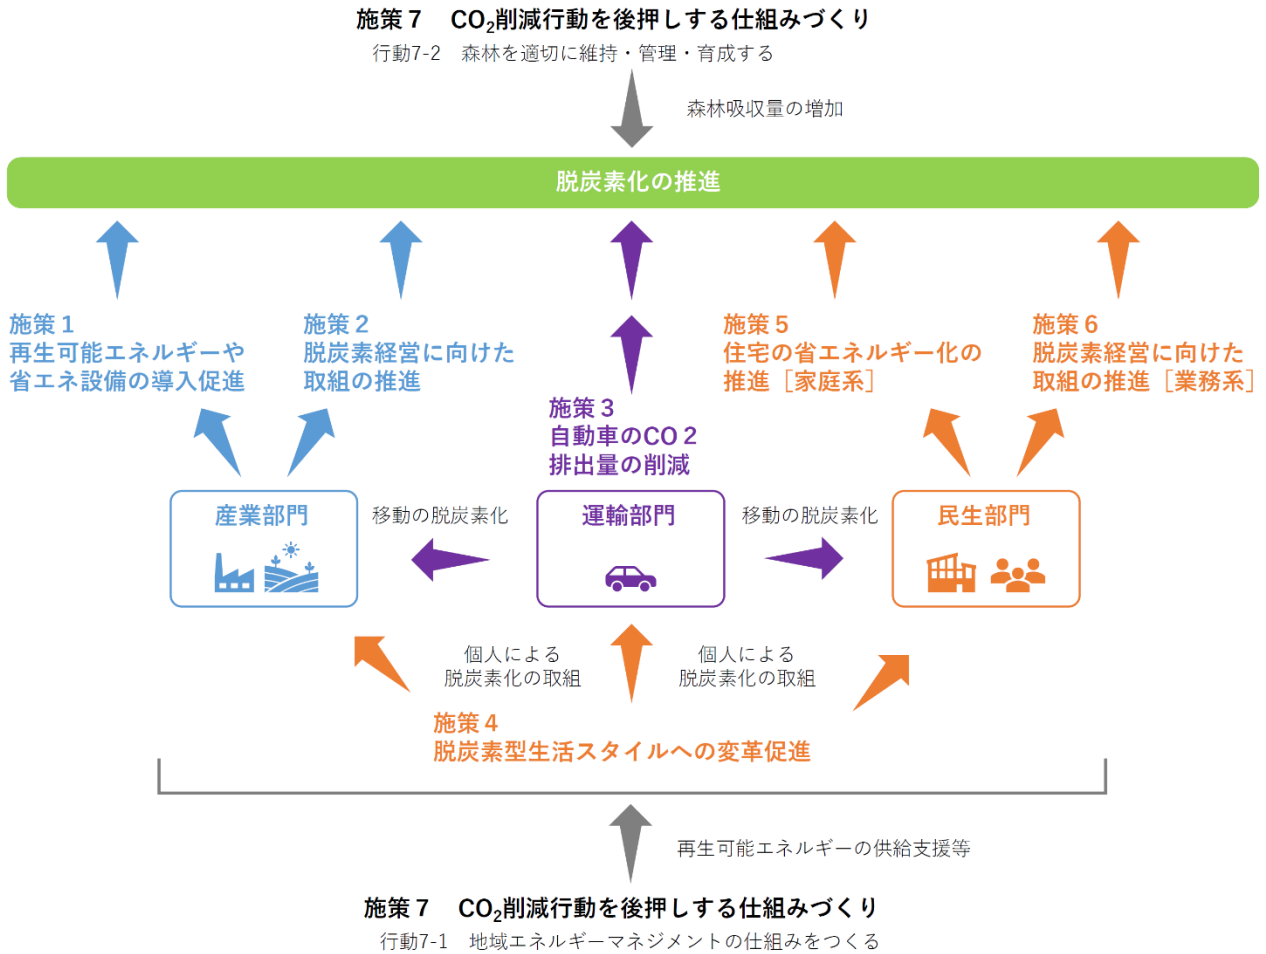 施策７　CO2削減行動を後押しする仕組みづくり
行動7-2　森林を適切に維持・管理・育成する
森林吸収量の増加
脱炭素化の推進
施策１
再生可能エネルギーや
省エネ設備の導入促進
施策２
脱炭素経営に向けた
取組の推進
施策３
自動車のCO２
排出量の削減
施策５
住宅の省エネルギー化の
推進［家庭系］
施策６
脱炭素経営に向けた
取組の推進［業務系］
産業部門
移動の脱炭素化
運輸部門
移動の脱炭素化
民生部門
個人による
脱炭素化の取組
個人による
脱炭素化の取組
施策４
脱炭素型生活スタイルへの変革促進
再生可能エネルギーの供給支援等
施策７　CO2削減行動を後押しする仕組みづくり
行動7-1　地域エネルギーマネジメントの仕組みをつくる